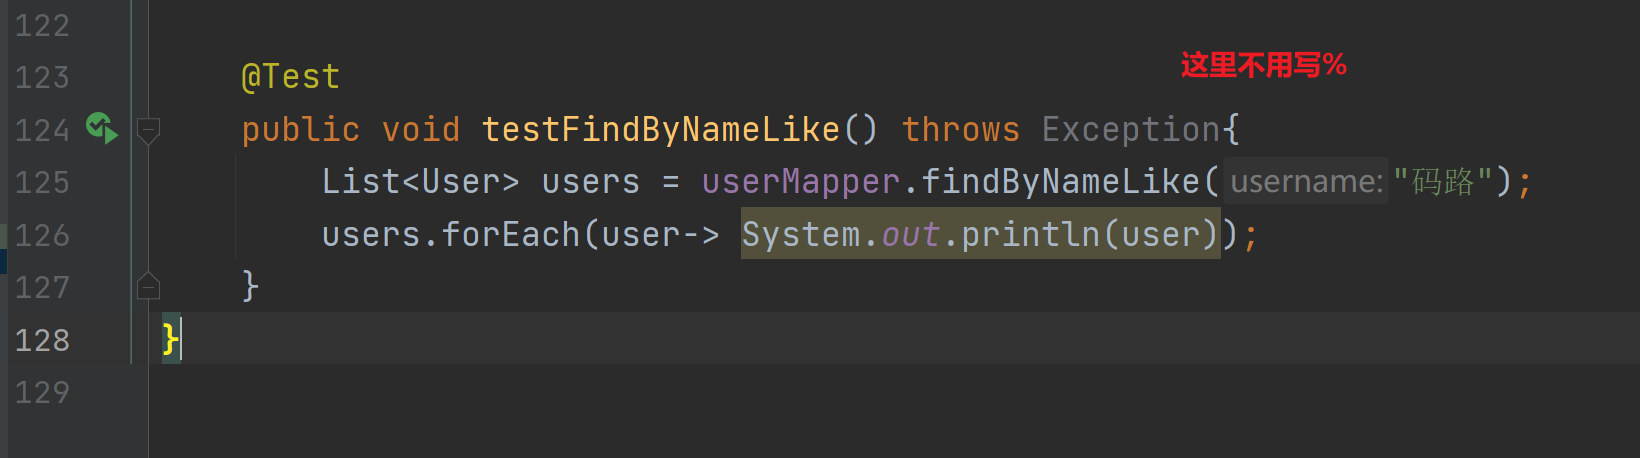 122
这里不用写%
123 @Test
124 public void testFindByNameLike() throws Exception{
125 List<User> users = userMapper.findByNameLike( username: "码路");
126 users.forEach(user-> System.out.println(user));
127 }
128 }
129